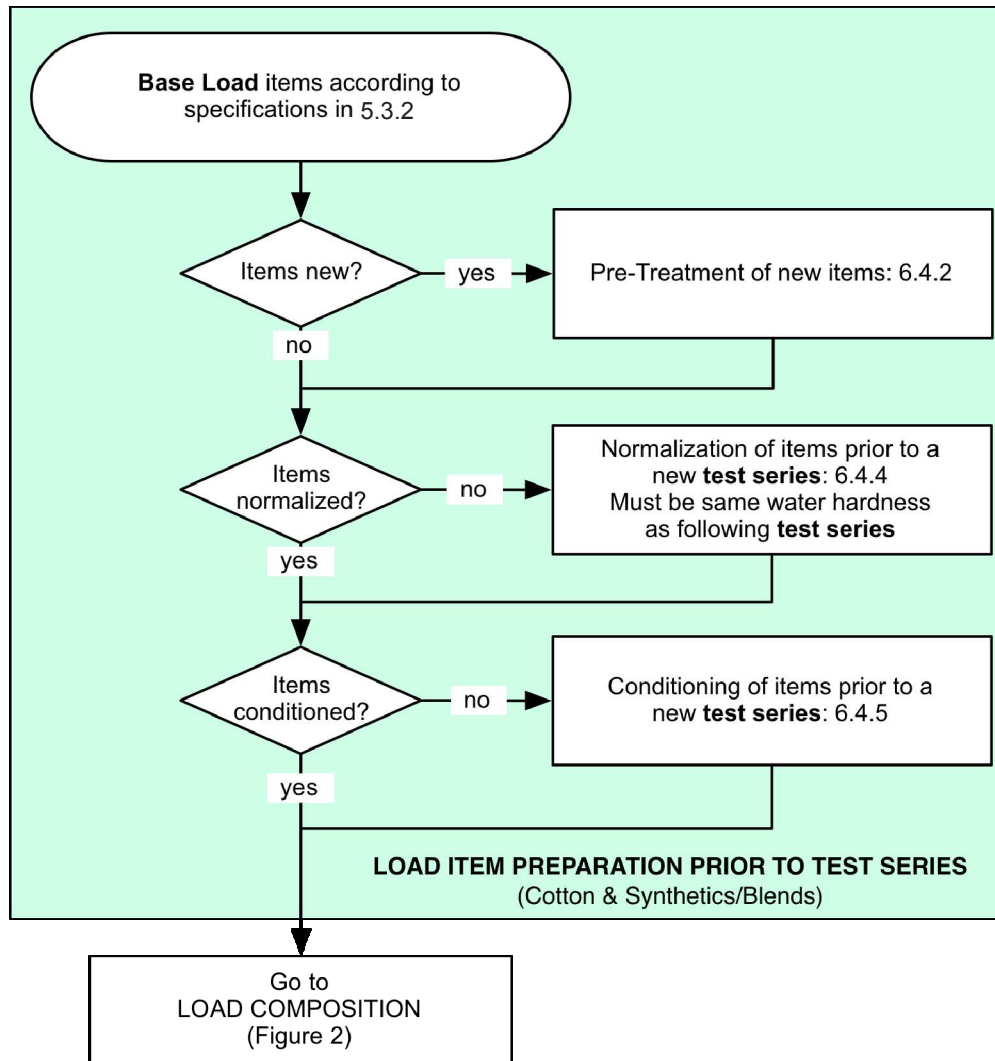 Base Load items according to
specifications in 5.3.2
Items new?
yes
Pre-Treatment of new items: 6.4.2
no
Items
normalized?
no
Normalization of items prior to a
new test series: 6.4.4
Must be same water hardness
as following test series
yes
Items
conditioned?
no
Conditioning of items prior to a
new test series: 6.4.5
yes
LOAD ITEM PREPARATION PRIOR TO TEST SERIES
(Cotton & Synthetics/Blends)
Go to
LOAD COMPOSITION
(Figure 2)